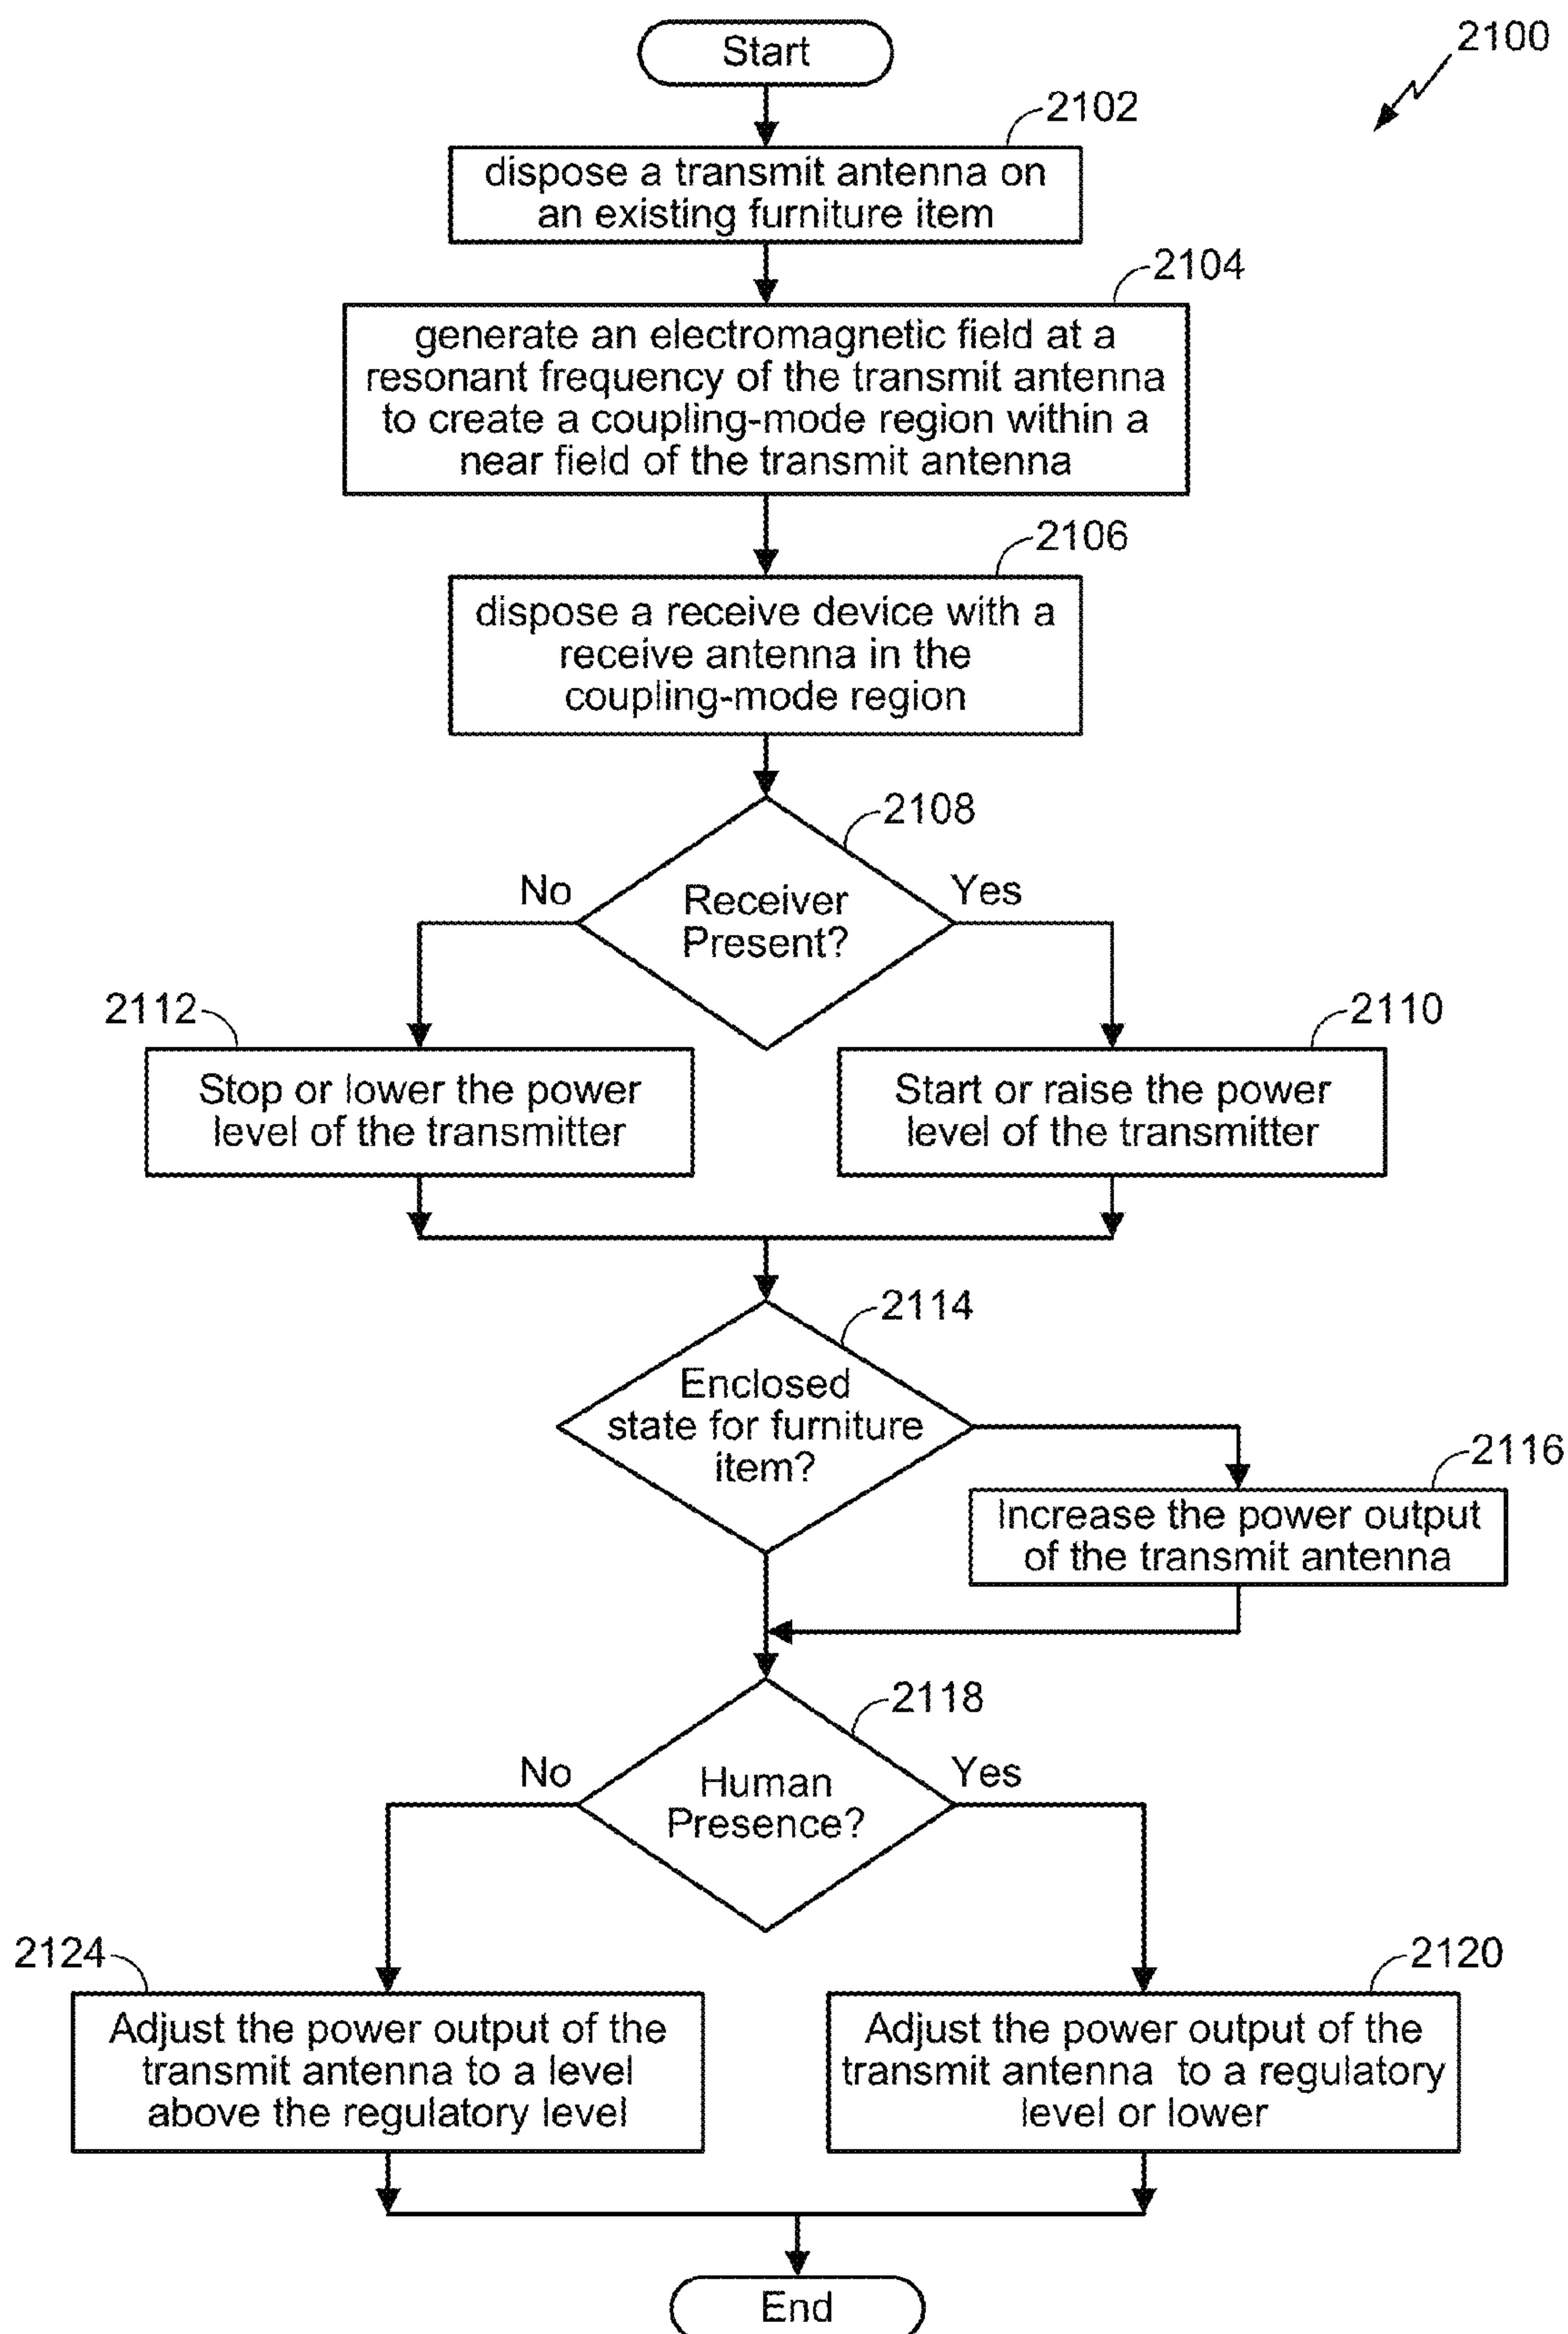 Start
2100
2102
dispose a transmit antenna on
an existing furniture item
2104
generate an electromagnetic field at a
resonant frequency of the transmit antenna
to create a coupling-mode region within a
near field of the transmit antenna
2106
dispose a receive device with a
receive antenna in the
coupling-mode region
2108
No
Receiver
Present?
Yes
2112
Stop or lower the power
level of the transmitter
2110
Start or raise the power
level of the transmitter
2114
Enclosed
state for furniture
item?
2116
Increase the power output
of the transmit antenna
2118
No
Human
Presence?
Yes
2124
Adjust the power output of the
transmit antenna to a level
above the regulatory level
2120
Adjust the power output of the
transmit antenna to a regulatory
level or lower
End